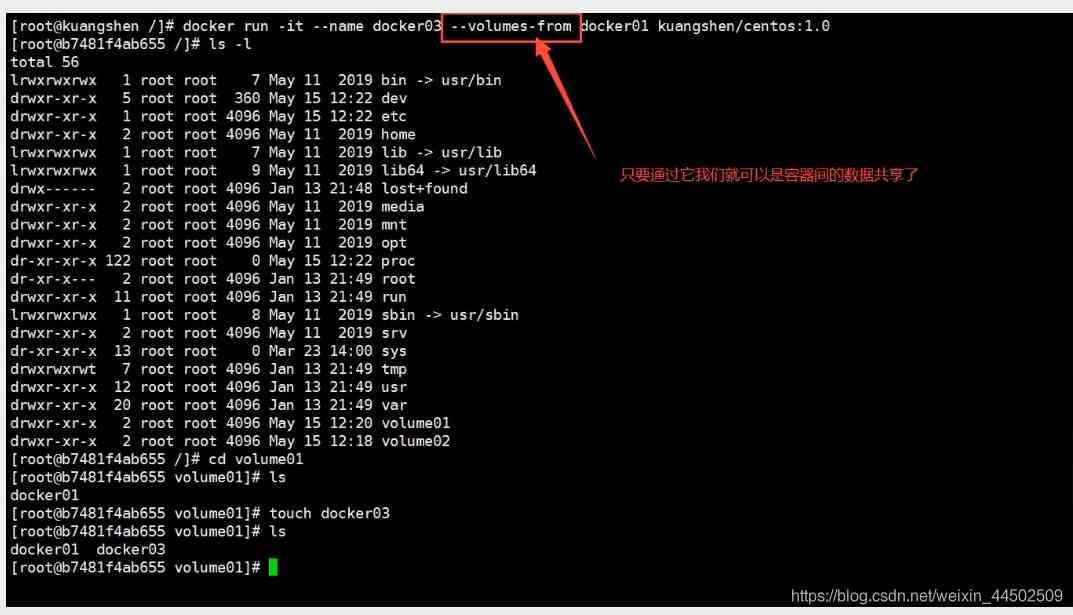 [root@kuangshen /]# docker run -it --name docker03 --volumes-from docker01 kuangshen/centos:1.0
[root@b7481f4ab655 /]# ls -l
total 56
lrwxrwxrwx   1 root root    7 May 11  2019 bin -> usr/bin
drwxr-xr-x   5 root root  360 May 15 12:22 dev
drwxr-xr-x   1 root root 4096 May 15 12:22 etc
drwxr-xr-x   2 root root 4096 May 11  2019 home
lrwxrwxrwx   1 root root    7 May 11  2019 lib -> usr/lib
lrwxrwxrwx   1 root root    9 May 11  2019 lib64 -> usr/lib64
只要通过它我们就可以是容器间的数据共享了
drwx------   2 root root 4096 Jan 13 21:48 lost+found
drwxr-xr-x   2 root root 4096 May 11  2019 media
drwxr-xr-x   2 root root 4096 May 11  2019 mnt
drwxr-xr-x   2 root root 4096 May 11  2019 opt
dr-xr-xr-x 122 root root    0 May 15 12:22 proc
dr-xr-x---   2 root root 4096 Jan 13 21:49 root
drwxr-xr-x  11 root root 4096 Jan 13 21:49 run
lrwxrwxrwx   1 root root    8 May 11  2019 sbin -> usr/sbin
drwxr-xr-x   2 root root 4096 May 11  2019 srv
dr-xr-xr-x  13 root root    0 Mar 23 14:00 sys
drwxrwxrwt   7 root root 4096 Jan 13 21:49 tmp
drwxr-xr-x  12 root root 4096 Jan 13 21:49 usr
drwxr-xr-x  20 root root 4096 Jan 13 21:49 var
drwxr-xr-x   2 root root 4096 May 15 12:20 volume01
drwxr-xr-x   2 root root 4096 May 15 12:18 volume02
[root@b7481f4ab655 /]# cd volume01
[root@b7481f4ab655 volume01]# ls
docker01
[root@b7481f4ab655 volume01]# touch docker03
[root@b7481f4ab655 volume01]# ls
docker01  docker03
[root@b7481f4ab655 volume01]#
https://blog.csdn.net/weixin_44502509